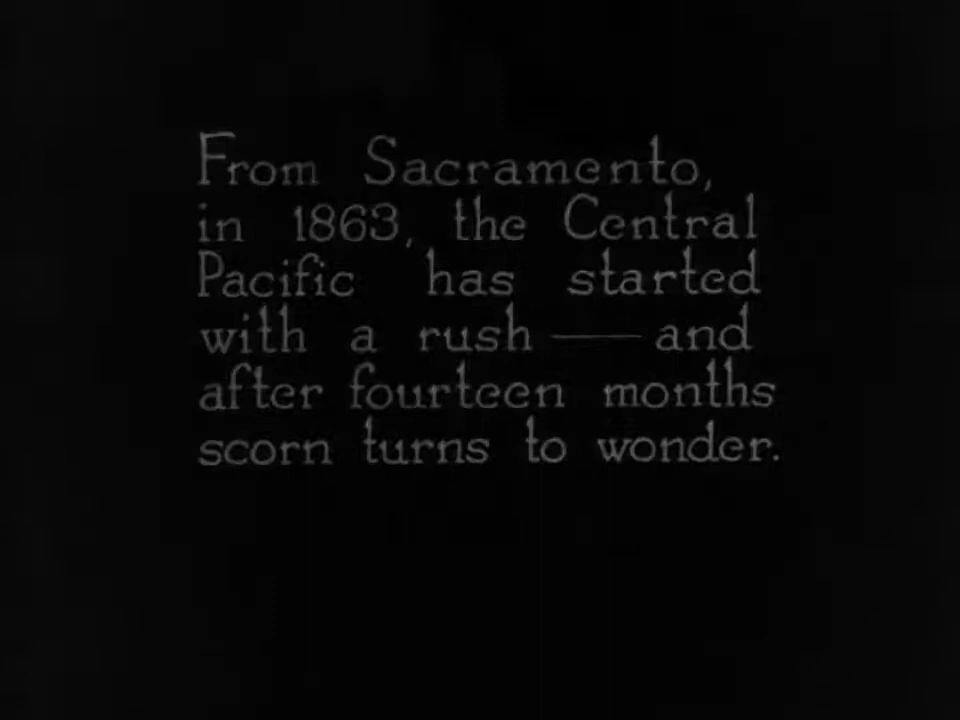 From Sacramento,
in 1863, the Central
Pacific has started
with a rush — and
after fourteen months
scorn turns to wonder.